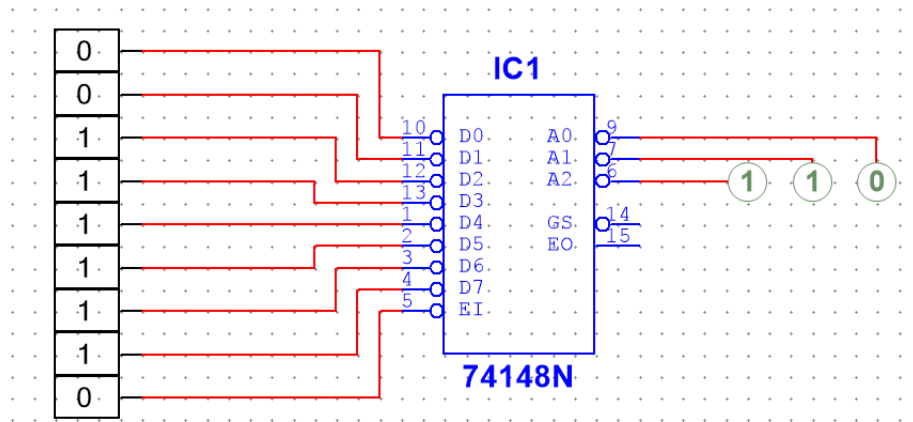 0
0
1
1
1
1
1
1
0
IC1
10 D0 A0 9
11 D1 A1 7
12 D2 A2 6
13 D3
1 D4 GS 14
2 D5 EO 15
3 D6
4 D7
5 EI
74148N
1 1 0